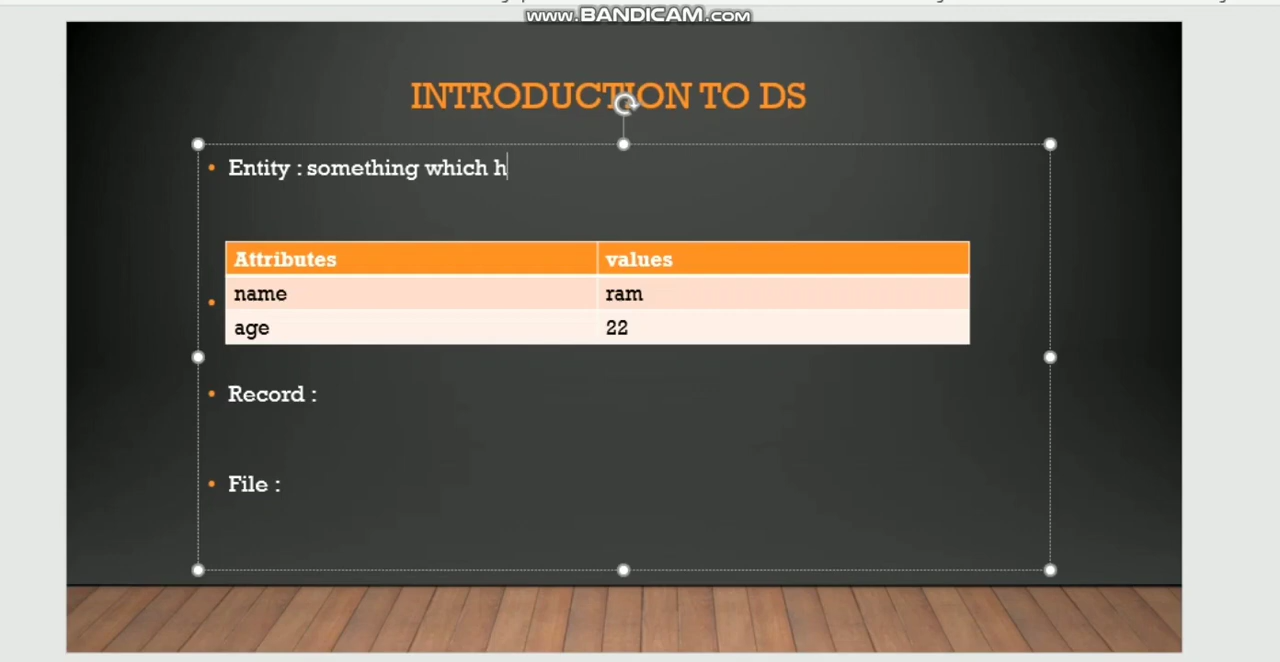 www.BANDICAM.com
INTRODUCTION TO DS
• Entity : something which h
Attributes values
name ram
age 22
• Record :
• File :